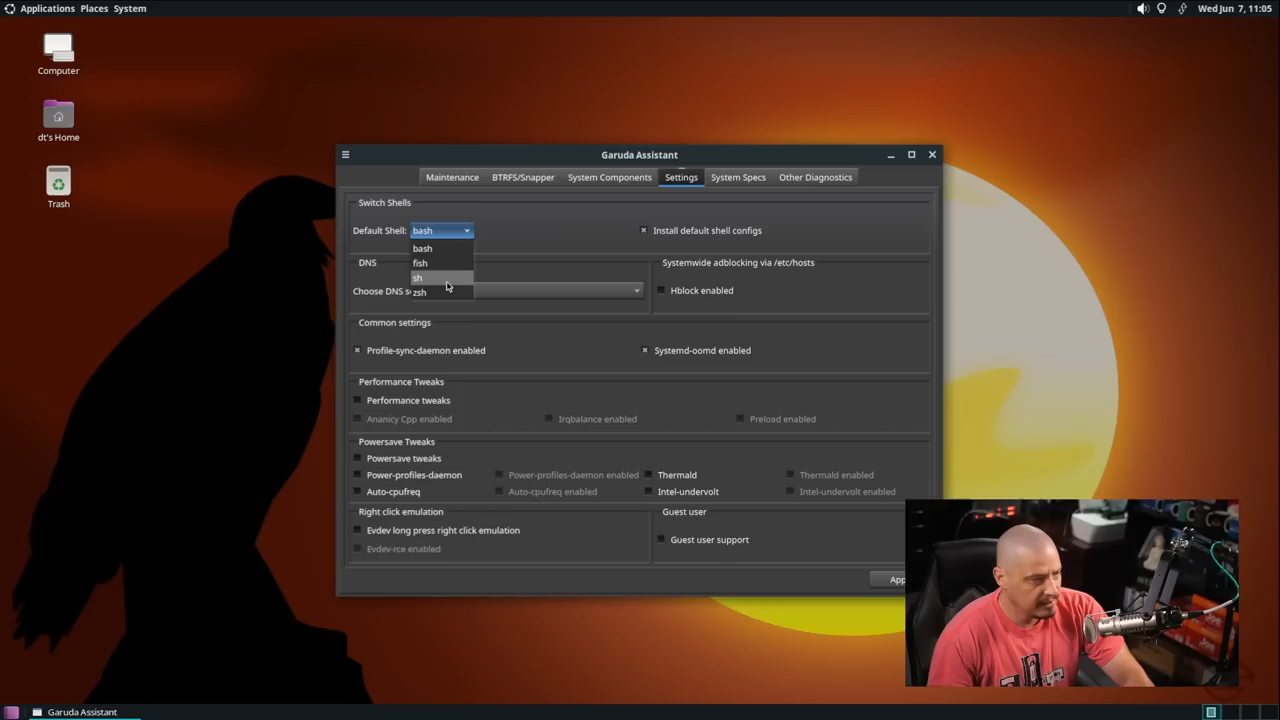 Applications Places System
Wed Jun 7, 11:05
Computer
dt's Home
Trash
Garuda Assistant
Maintenance BTRFS/Snapper System Components Settings System Specs Other Diagnostics
Switch Shells
Default Shell: bash
Install default shell configs
bash
fish
sh
zsh
DNS
Choose DNS s
Systemwide adblocking via /etc/hosts
Hblock enabled
Common settings
Profile-sync-daemon enabled Systemd-oomd enabled
Performance Tweaks
Performance tweaks
Ananicy Cpp enabled Irqbalance enabled Preload enabled
Powersave Tweaks
Powersave tweaks
Power-profiles-daemon Power-profiles-daemon enabled Thermald Thermald enabled
Auto-cpufreq Auto-cpufreq enabled Intel-undervolt Intel-undervolt enabled
Right click emulation
Evdev long press right click emulation
Evdev-rce enabled
Guest user
Guest user support
App
Garuda Assistant